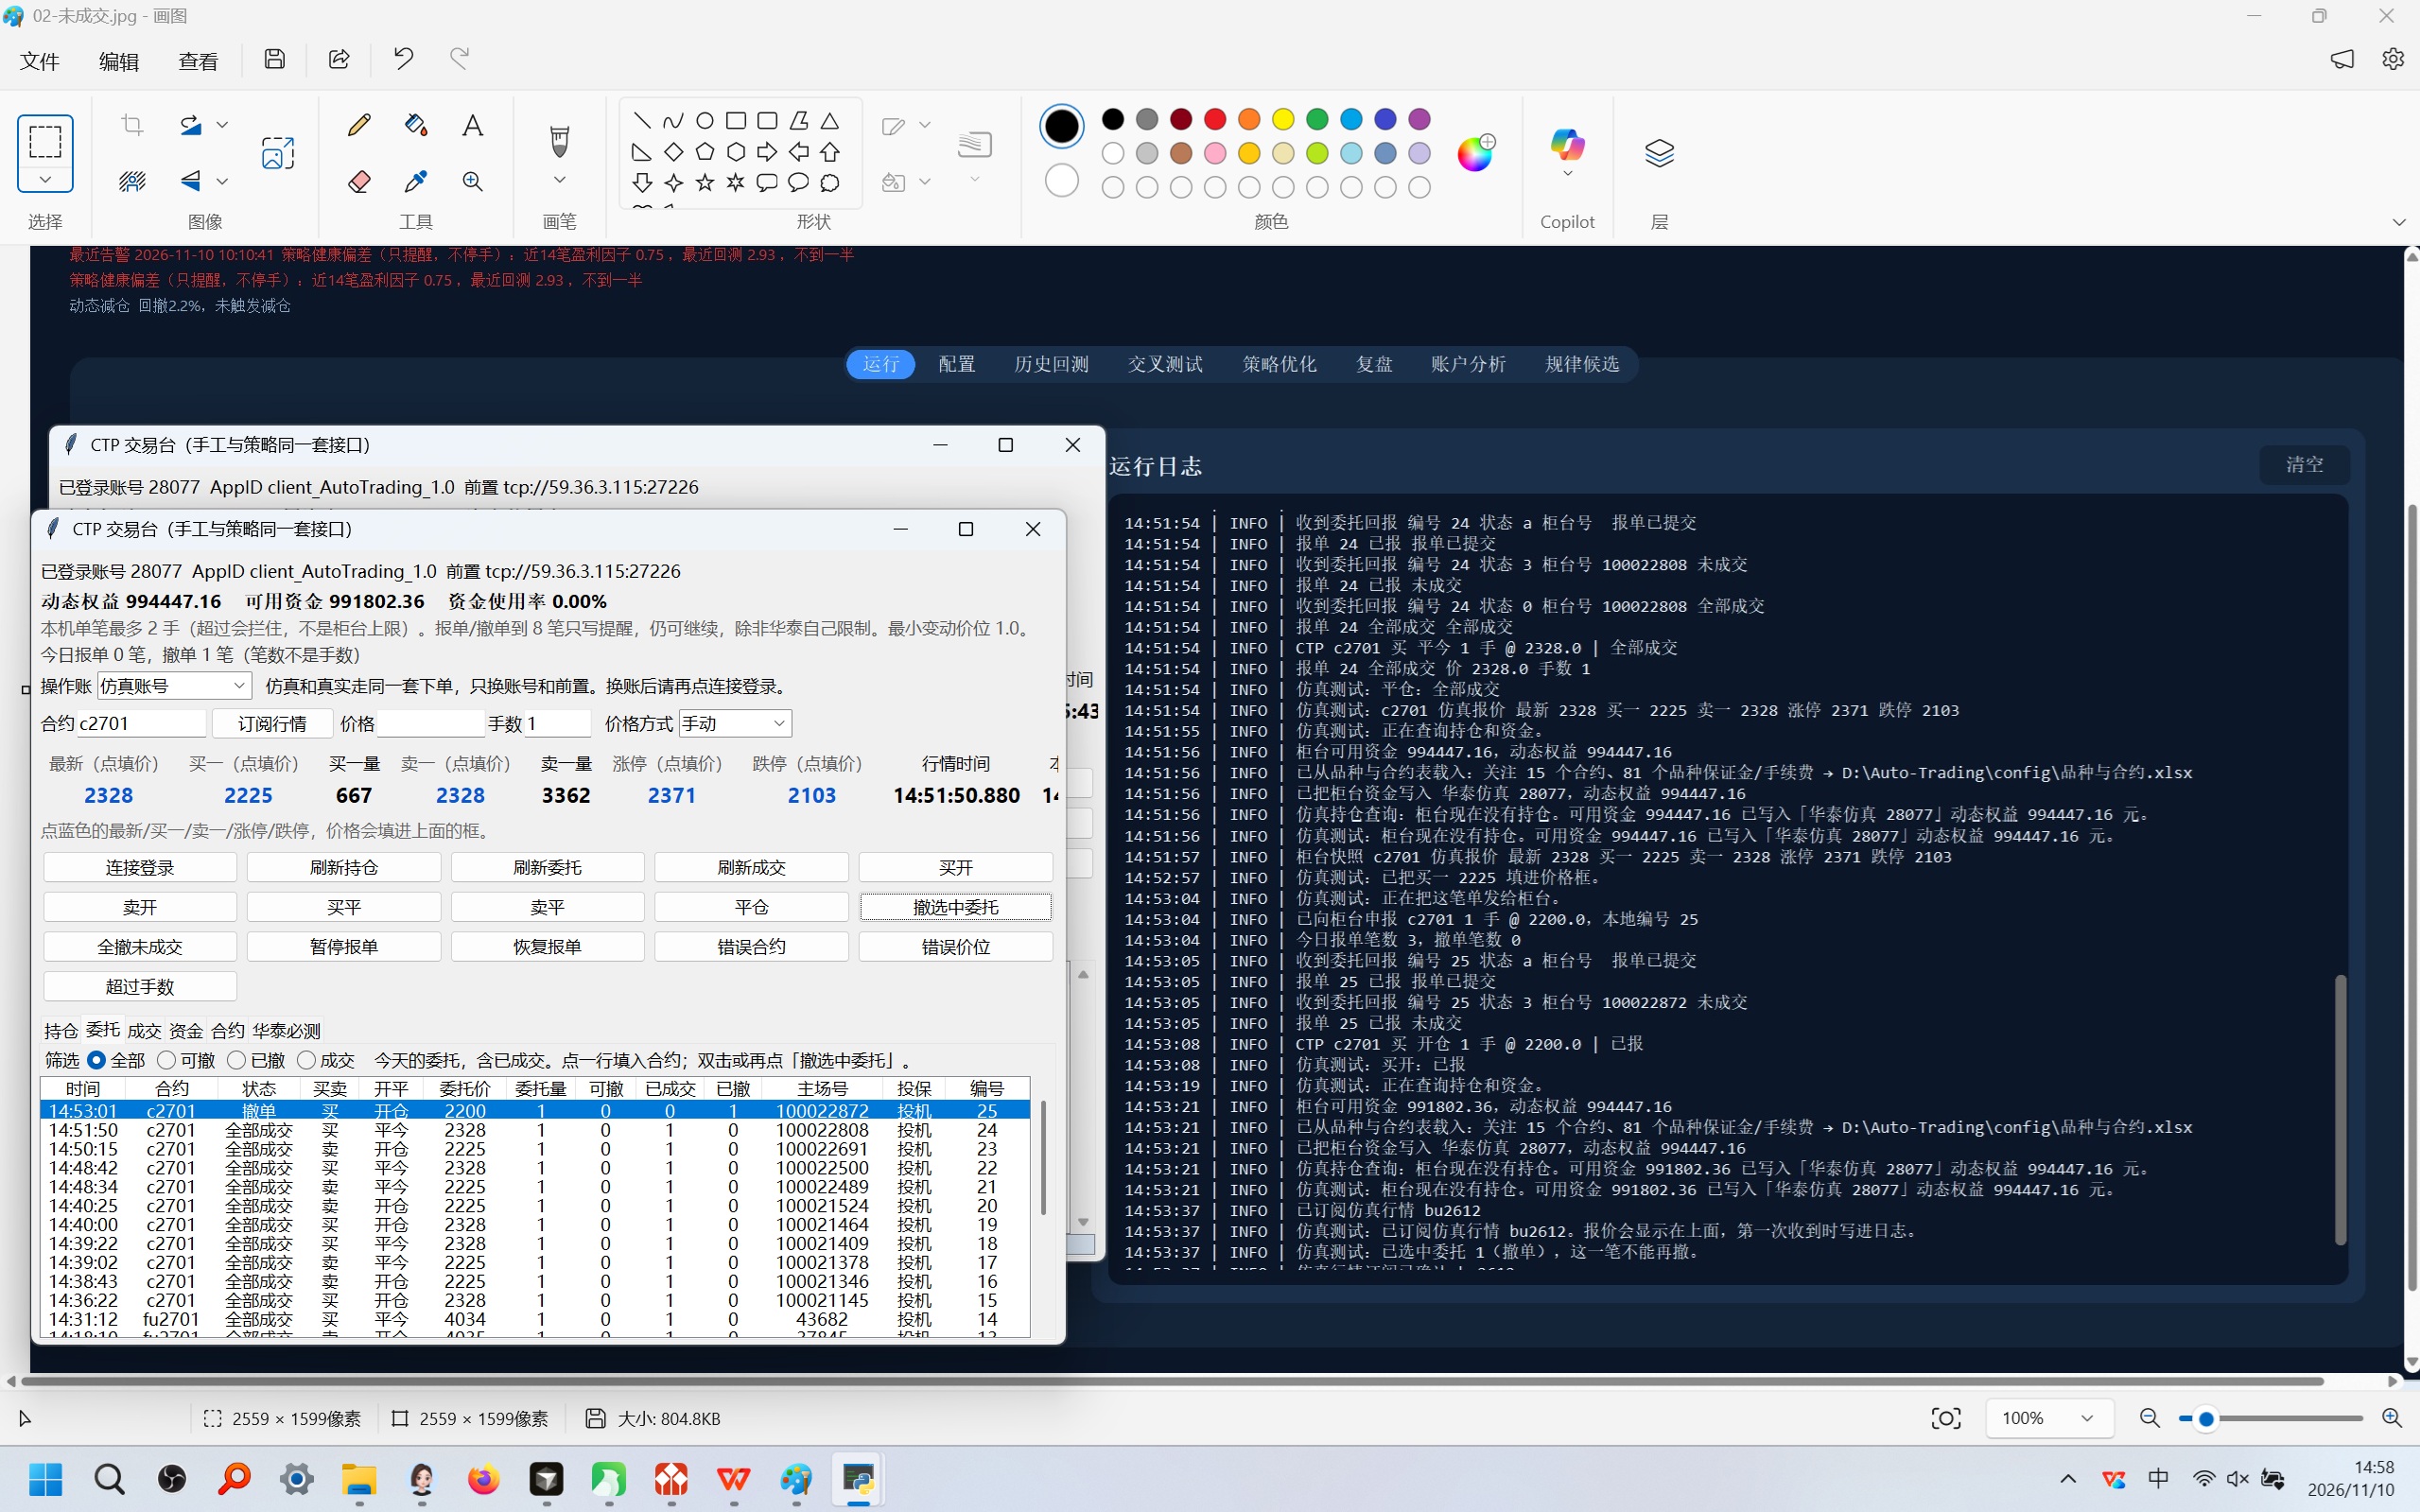 02-未成交.jpg - 画图
文件 编辑 查看
选择 图像 工具 画笔 形状 颜色 Copilot 层
最近告警 2026-11-10 10:10:41 策略健康偏差（只提醒，不停手）：近14笔盈利因子 0.75，最近回测 2.93，不到一半
策略健康偏差（只提醒，不停手）：近14笔盈利因子 0.75，最近回测 2.93，不到一半
动态减仓 回撤2.2%，未触发减仓
运行 配置 历史回测 交叉测试 策略优化 复盘 账户分析 规律候选
CTP 交易台（手工与策略同一套接口）
已登录账号 28077 AppID client_AutoTrading_1.0 前置 tcp://59.36.3.115:27226
时间
5:43
CTP 交易台（手工与策略同一套接口）
已登录账号 28077 AppID client_AutoTrading_1.0 前置 tcp://59.36.3.115:27226
动态权益 994447.16 可用资金 991802.36 资金使用率 0.00%
本机单笔最多 2 手（超过会拦住，不是柜台上限）。报单/撤单到 8 笔只写提醒，仍可继续，除非华泰自己限制。最小变动价位 1.0。
今日报单 0 笔，撤单 1 笔（笔数不是手数）
操作账 仿真账号 仿真和真实走同一套下单，只换账号和前置。换账后请再点连接登录。
合约 c2701 订阅行情 价格 手数 1 价格方式 手动
最新（点填价） 买一（点填价） 买一量 卖一（点填价） 卖一量 涨停（点填价） 跌停（点填价） 行情时间
2328 2225 667 2328 3362 2371 2103 14:51:50.880 14
点蓝色的最新/买一/卖一/涨停/跌停，价格会填进上面的框。
连接登录 刷新持仓 刷新委托 刷新成交 买开
卖开 买平 卖平 平仓 撤选中委托
全撤未成交 暂停报单 恢复报单 错误合约 错误价位
超过手数
持仓 委托 成交 资金 合约 华泰必测
筛选 全部 可撤 已撤 成交 今天的委托，含已成交。点一行填入合约；双击或再点「撤选中委托」。
时间 合约 状态 买卖 开平 委托价 委托量 可撤 已成交 已撤 主场号 投保 编号
14:53:01 c2701 撤单 买 开仓 2200 1 0 0 1 100022872 投机 25
14:51:50 c2701 全部成交 买 平今 2328 1 0 1 0 100022808 投机 24
14:50:15 c2701 全部成交 卖 开仓 2225 1 0 1 0 100022691 投机 23
14:48:42 c2701 全部成交 买 平今 2328 1 0 1 0 100022500 投机 22
14:48:34 c2701 全部成交 卖 平今 2225 1 0 1 0 100022489 投机 21
14:40:25 c2701 全部成交 卖 开仓 2225 1 0 1 0 100021524 投机 20
14:40:00 c2701 全部成交 买 开仓 2328 1 0 1 0 100021464 投机 19
14:39:22 c2701 全部成交 买 平今 2328 1 0 1 0 100021409 投机 18
14:39:02 c2701 全部成交 卖 平今 2225 1 0 1 0 100021378 投机 17
14:38:43 c2701 全部成交 卖 开仓 2225 1 0 1 0 100021346 投机 16
14:36:22 c2701 全部成交 买 开仓 2328 1 0 1 0 100021145 投机 15
14:31:12 fu2701 全部成交 买 平今 4034 1 0 1 0 43682 投机 14
运行日志 清空
14:51:54 | INFO | 收到委托回报 编号 24 状态 a 柜台号 报单已提交
14:51:54 | INFO | 报单 24 已报 报单已提交
14:51:54 | INFO | 收到委托回报 编号 24 状态 3 柜台号 100022808 未成交
14:51:54 | INFO | 报单 24 已报 未成交
14:51:54 | INFO | 收到委托回报 编号 24 状态 0 柜台号 100022808 全部成交
14:51:54 | INFO | 报单 24 全部成交 全部成交
14:51:54 | INFO | CTP c2701 买 平今 1 手 @ 2328.0 | 全部成交
14:51:54 | INFO | 报单 24 全部成交 价 2328.0 手数 1
14:51:54 | INFO | 仿真测试：平仓：全部成交
14:51:54 | INFO | 仿真测试：c2701 仿真报价 最新 2328 买一 2225 卖一 2328 涨停 2371 跌停 2103
14:51:55 | INFO | 仿真测试：正在查询持仓和资金。
14:51:56 | INFO | 柜台可用资金 994447.16，动态权益 994447.16
14:51:56 | INFO | 已从品种与合约表载入：关注 15 个合约、81 个品种保证金/手续费 → D:\Auto-Trading\config\品种与合约.xlsx
14:51:56 | INFO | 已把柜台资金写入 华泰仿真 28077，动态权益 994447.16
14:51:56 | INFO | 仿真持仓查询：柜台现在没有持仓。可用资金 994447.16 已写入「华泰仿真 28077」动态权益 994447.16 元。
14:51:56 | INFO | 仿真测试：柜台现在没有持仓。可用资金 994447.16 已写入「华泰仿真 28077」动态权益 994447.16 元。
14:51:57 | INFO | 柜台快照 c2701 仿真报价 最新 2328 买一 2225 卖一 2328 涨停 2371 跌停 2103
14:52:57 | INFO | 仿真测试：已把买一 2225 填进价格框。
14:53:04 | INFO | 仿真测试：正在把这笔单发给柜台。
14:53:04 | INFO | 已向柜台申报 c2701 1 手 @ 2200.0，本地编号 25
14:53:04 | INFO | 今日报单笔数 3，撤单笔数 0
14:53:05 | INFO | 收到委托回报 编号 25 状态 a 柜台号 报单已提交
14:53:05 | INFO | 报单 25 已报 报单已提交
14:53:05 | INFO | 收到委托回报 编号 25 状态 3 柜台号 100022872 未成交
14:53:05 | INFO | 报单 25 已报 未成交
14:53:08 | INFO | CTP c2701 买 开仓 1 手 @ 2200.0 | 已报
14:53:08 | INFO | 仿真测试：买开：已报
14:53:19 | INFO | 仿真测试：正在查询持仓和资金。
14:53:21 | INFO | 柜台可用资金 991802.36，动态权益 994447.16
14:53:21 | INFO | 已从品种与合约表载入：关注 15 个合约、81 个品种保证金/手续费 → D:\Auto-Trading\config\品种与合约.xlsx
14:53:21 | INFO | 已把柜台资金写入 华泰仿真 28077，动态权益 994447.16
14:53:21 | INFO | 仿真持仓查询：柜台现在没有持仓。可用资金 991802.36 已写入「华泰仿真 28077」动态权益 994447.16 元。
14:53:21 | INFO | 仿真测试：柜台现在没有持仓。可用资金 991802.36 已写入「华泰仿真 28077」动态权益 994447.16 元。
14:53:37 | INFO | 已订阅仿真行情 bu2612
14:53:37 | INFO | 仿真测试：已订阅仿真行情 bu2612。报价会显示在上面，第一次收到时写进日志。
14:53:37 | INFO | 仿真测试：已选中委托 1（撤单），这一笔不能再撤。
2559 × 1599像素 2559 × 1599像素 大小: 804.8KB 100%
中 14:58
2026/11/10